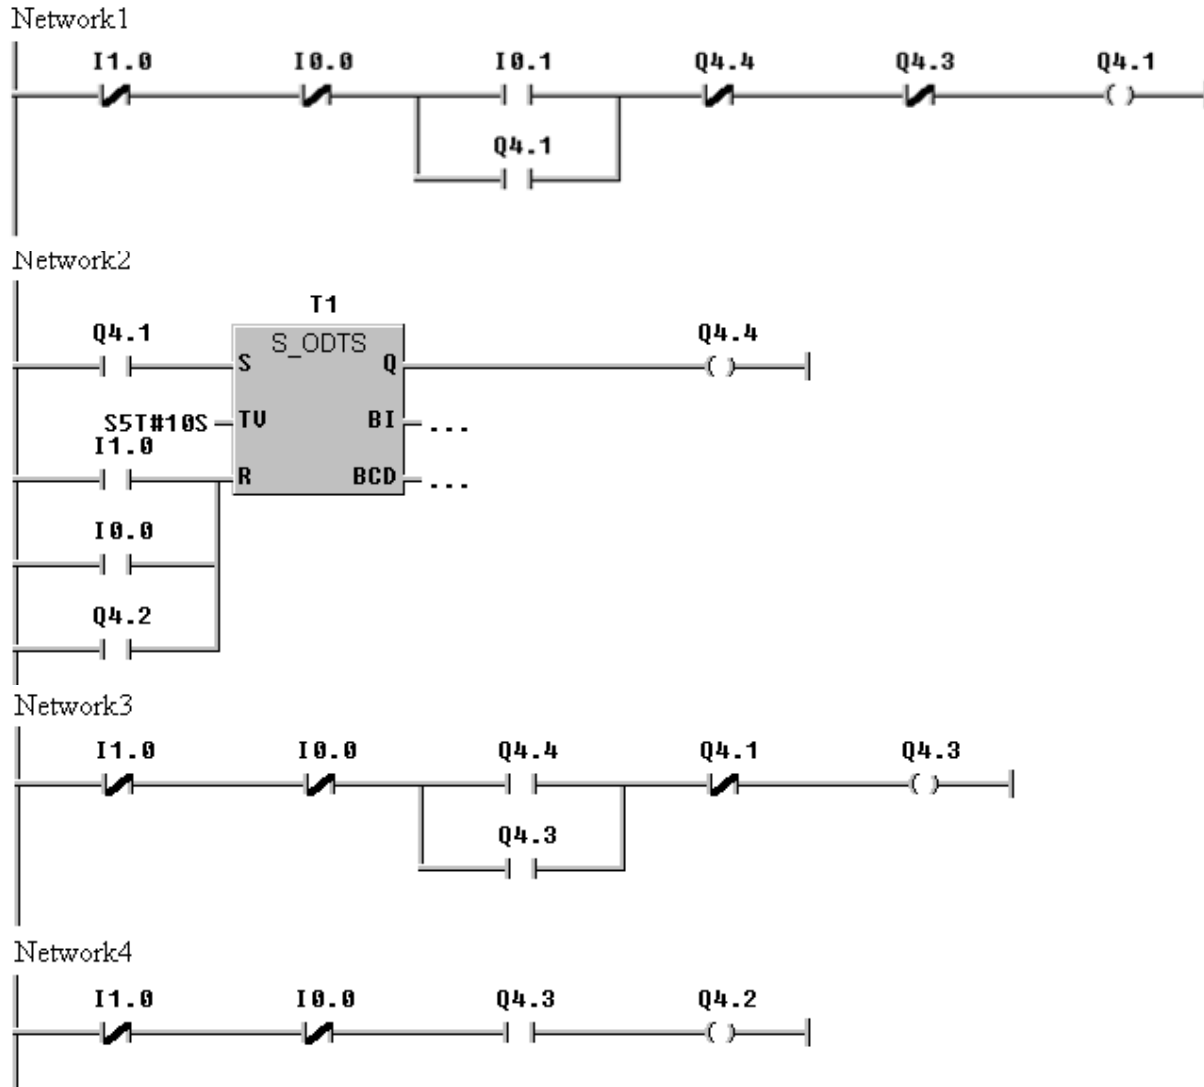 Network1
I1.0 I0.0 I0.1 Q4.4 Q4.3 Q4.1
Q4.1
Network2
T1
Q4.1 S_ODTS Q4.4
S Q
S5T#10S TV BI ...
I1.0
R BCD ...
I0.0
Q4.2
Network3
I1.0 I0.0 Q4.4 Q4.1 Q4.3
Q4.3
Network4
I1.0 I0.0 Q4.3 Q4.2